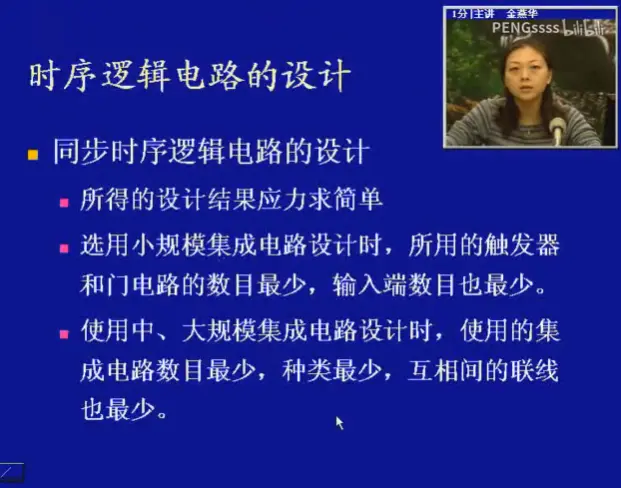 1分|主讲 金燕华
PENGssss bilibili
时序逻辑电路的设计
同步时序逻辑电路的设计
所得的设计结果应力求简单
选用小规模集成电路设计时，所用的触发器
和门电路的数目最少，输入端数目也最少。
使用中、大规模集成电路设计时，使用的集
成电路数目最少，种类最少，互相间的联线
也最少。